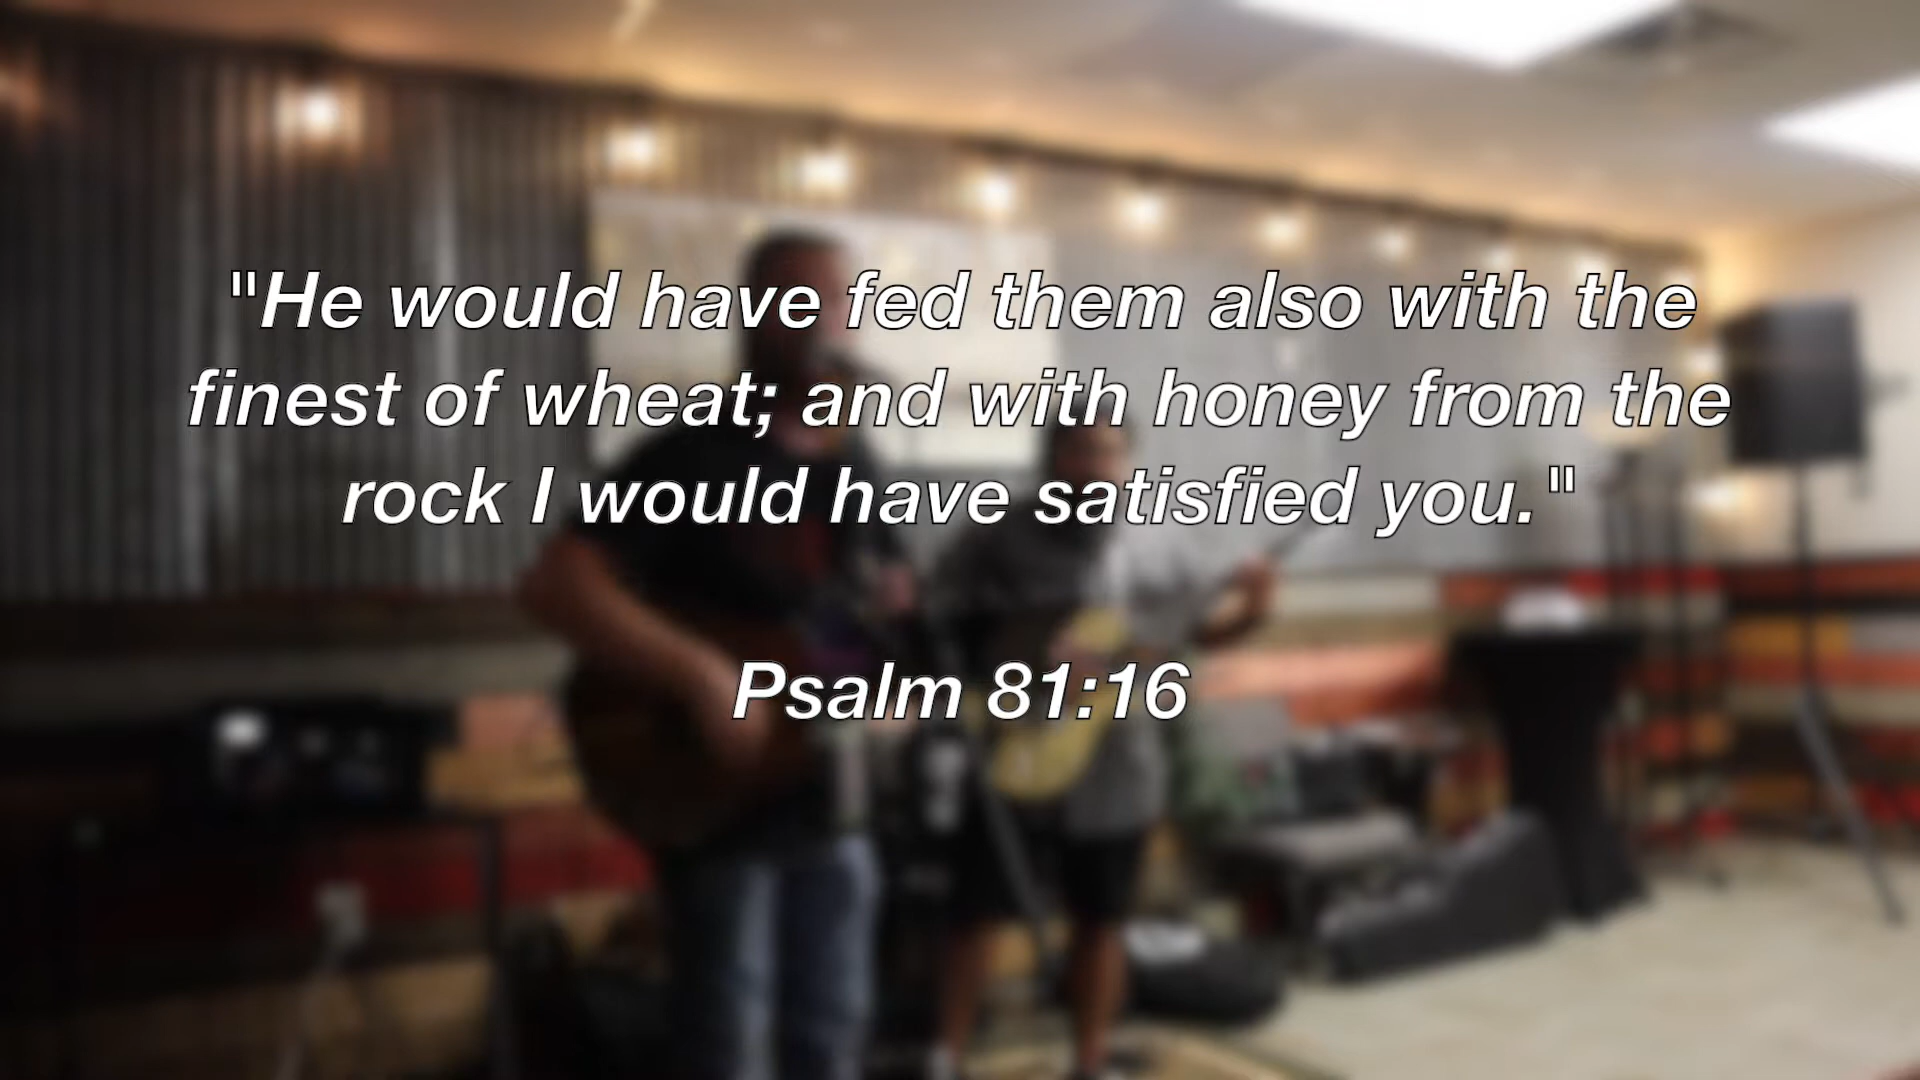 "He would have fed them also with the
finest of wheat; and with honey from the
rock I would have satisfied you."
Psalm 81:16